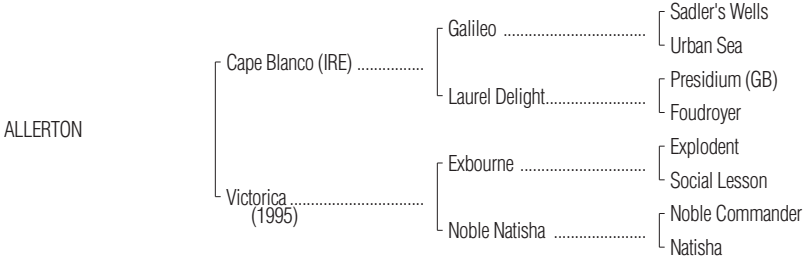 Sadler's Wells
Galileo ................................
Urban Sea
Cape Blanco (IRE) ................
Presidium (GB)
Laurel Delight........................
Foudroyer
ALLERTON
Explodent
Exbourne ..............................
Social Lesson
Victorica ................................
(1995)
Noble Commander
Noble Natisha ......................
Natisha